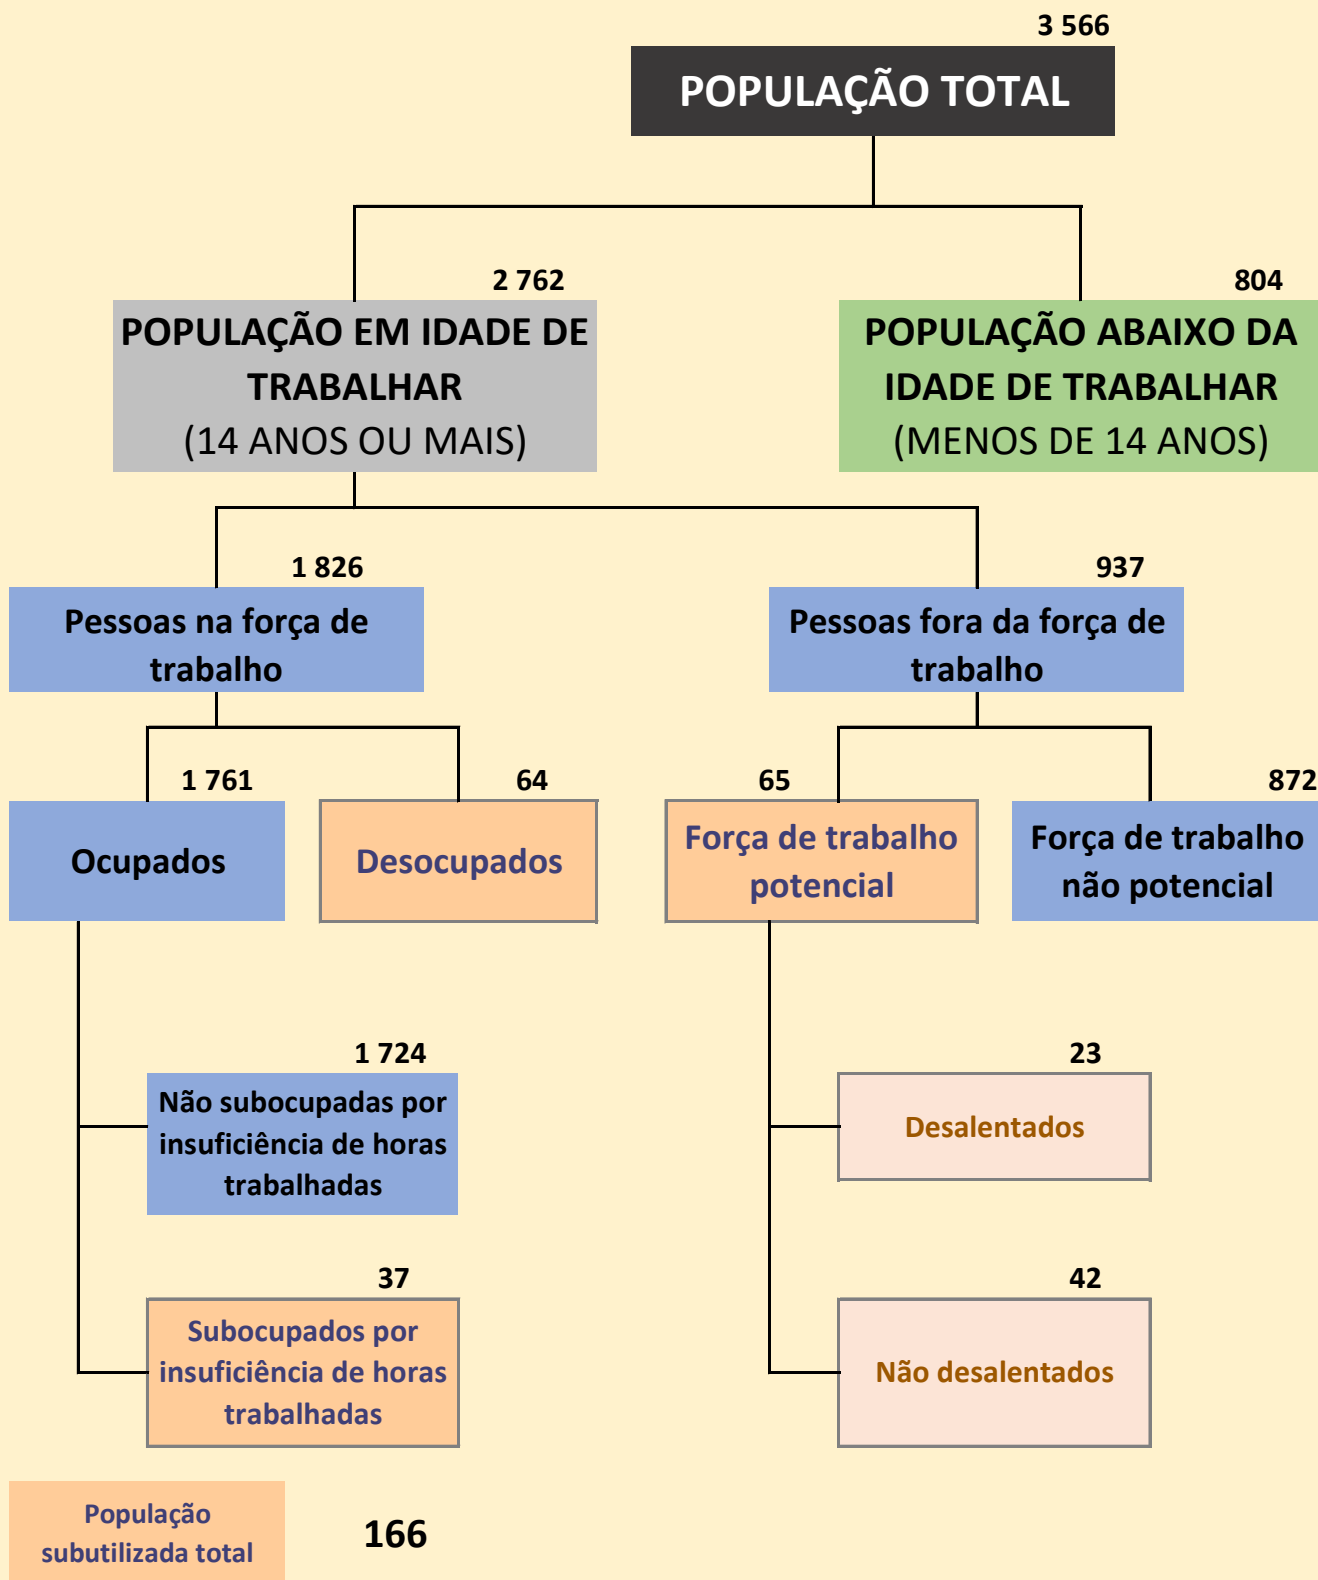 3 566
POPULAÇÃO TOTAL
2 762
POPULAÇÃO EM IDADE DE
TRABALHAR
(14 ANOS OU MAIS)
804
POPULAÇÃO ABAIXO DA
IDADE DE TRABALHAR
(MENOS DE 14 ANOS)
1 826
Pessoas na força de
trabalho
937
Pessoas fora da força de
trabalho
1 761
Ocupados
64
Desocupados
65
Força de trabalho
potencial
872
Força de trabalho
não potencial
1 724
Não subocupadas por
insuficiência de horas
trabalhadas
23
Desalentados
37
Subocupados por
insuficiência de horas
trabalhadas
42
Não desalentados
População
subutilizada total
166